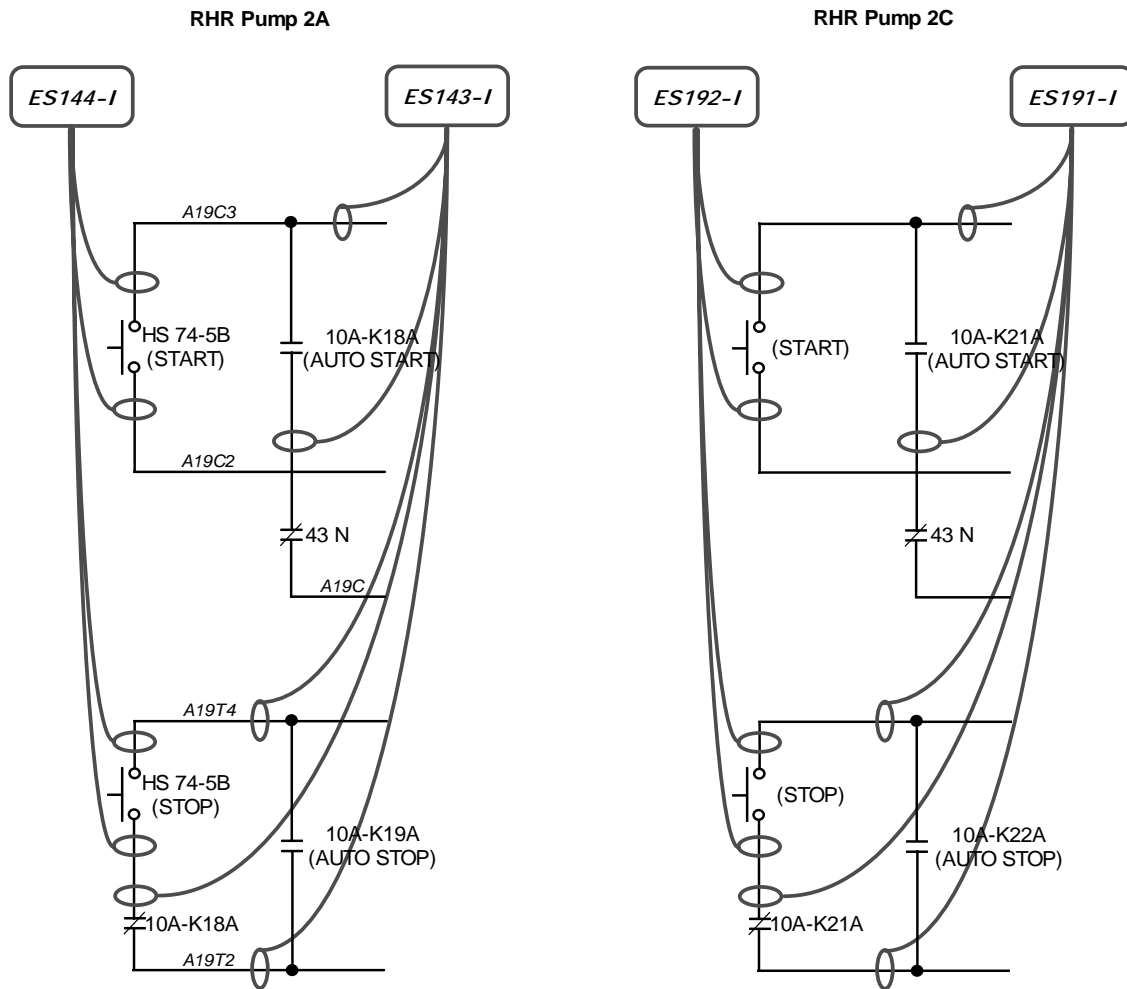 RHR Pump 2A
ES144-I
ES143-I
A19C3
HS 74-5B
(START)
10A-K18A
(AUTO START)
A19C2
43 N
A19C
A19T4
HS 74-5B
(STOP)
10A-K19A
(AUTO STOP)
10A-K18A
A19T2
RHR Pump 2C
ES192-I
ES191-I
(START)
10A-K21A
(AUTO START)
43 N
(STOP)
10A-K22A
(AUTO STOP)
10A-K21A